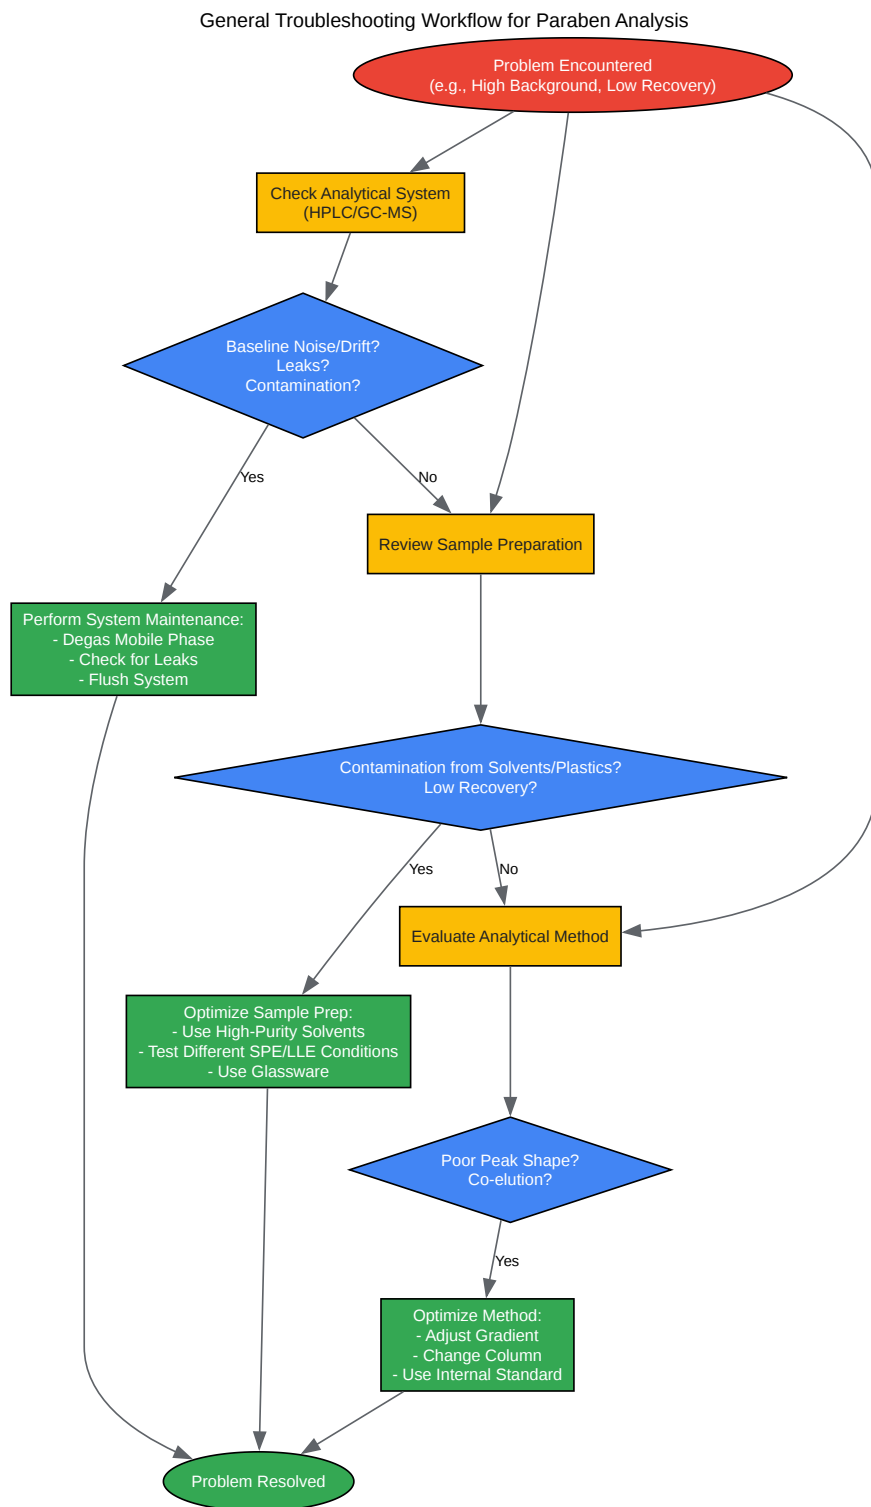 General Troubleshooting Workflow for Paraben Analysis
Problem Encountered
(e.g., High Background, Low Recovery)
Check Analytical System
(HPLC/GC-MS)
Baseline Noise/Drift?
Leaks?
Contamination?
Yes
No
Review Sample Preparation
Perform System Maintenance:
- Degas Mobile Phase
- Check for Leaks
- Flush System
Contamination from Solvents/Plastics?
Low Recovery?
Yes
No
Evaluate Analytical Method
Optimize Sample Prep:
- Use High-Purity Solvents
- Test Different SPE/LLE Conditions
- Use Glassware
Poor Peak Shape?
Co-elution?
Yes
Optimize Method:
- Adjust Gradient
- Change Column
- Use Internal Standard
Problem Resolved